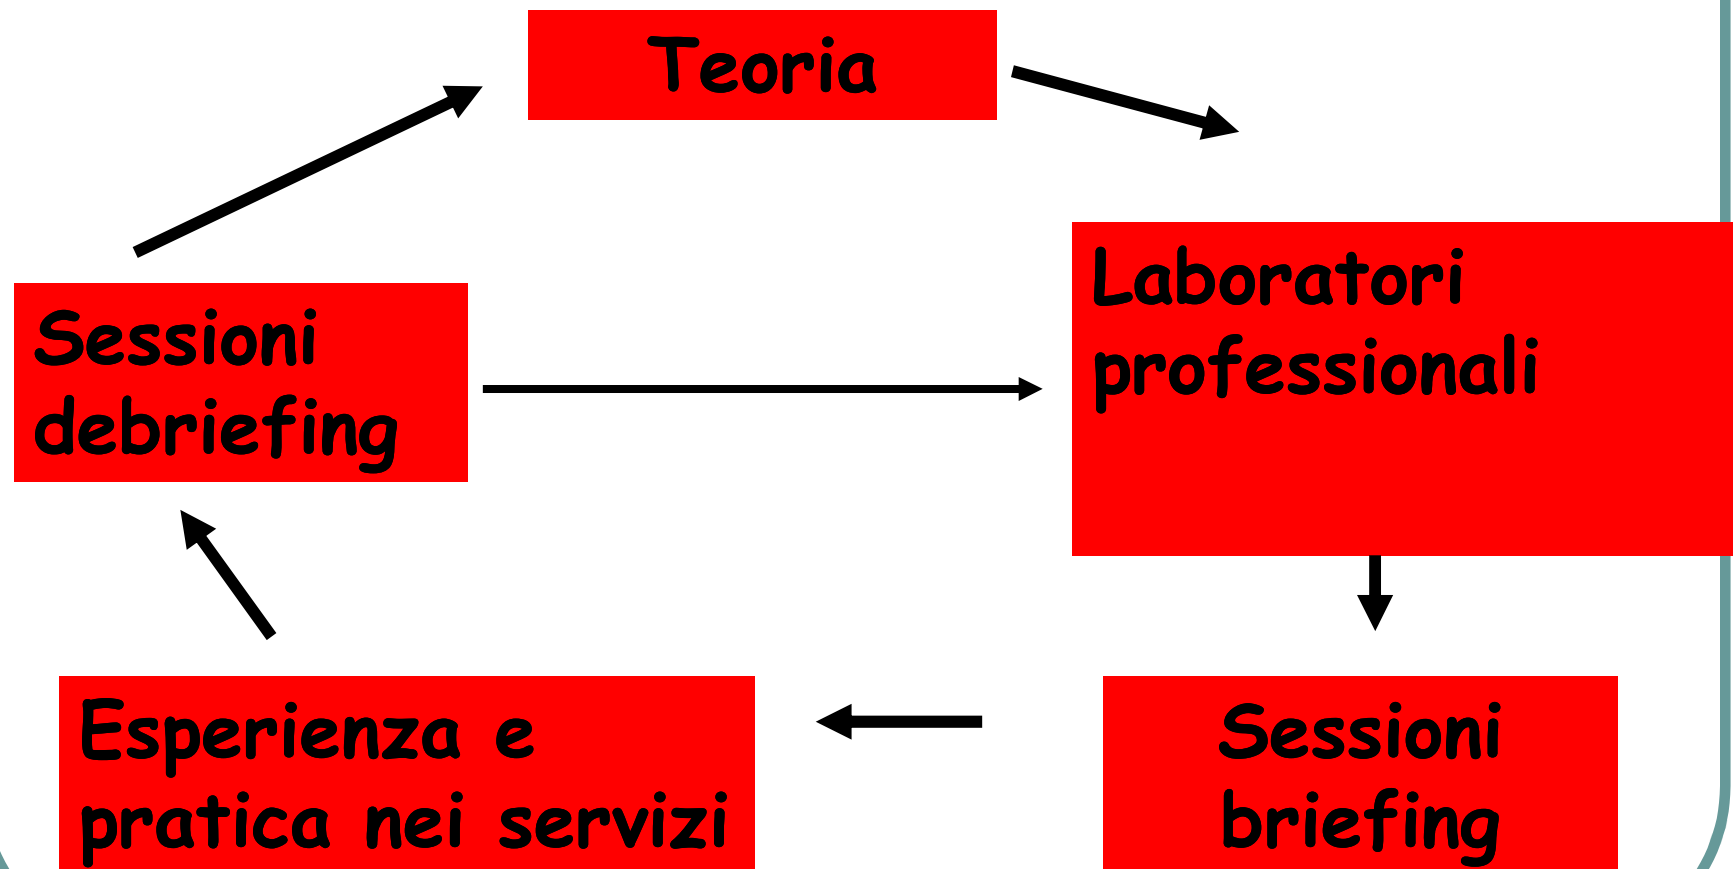 Teoria
Laboratori
professionali
Sessioni
debriefing
Esperienza e
pratica nei servizi
Sessioni
briefing